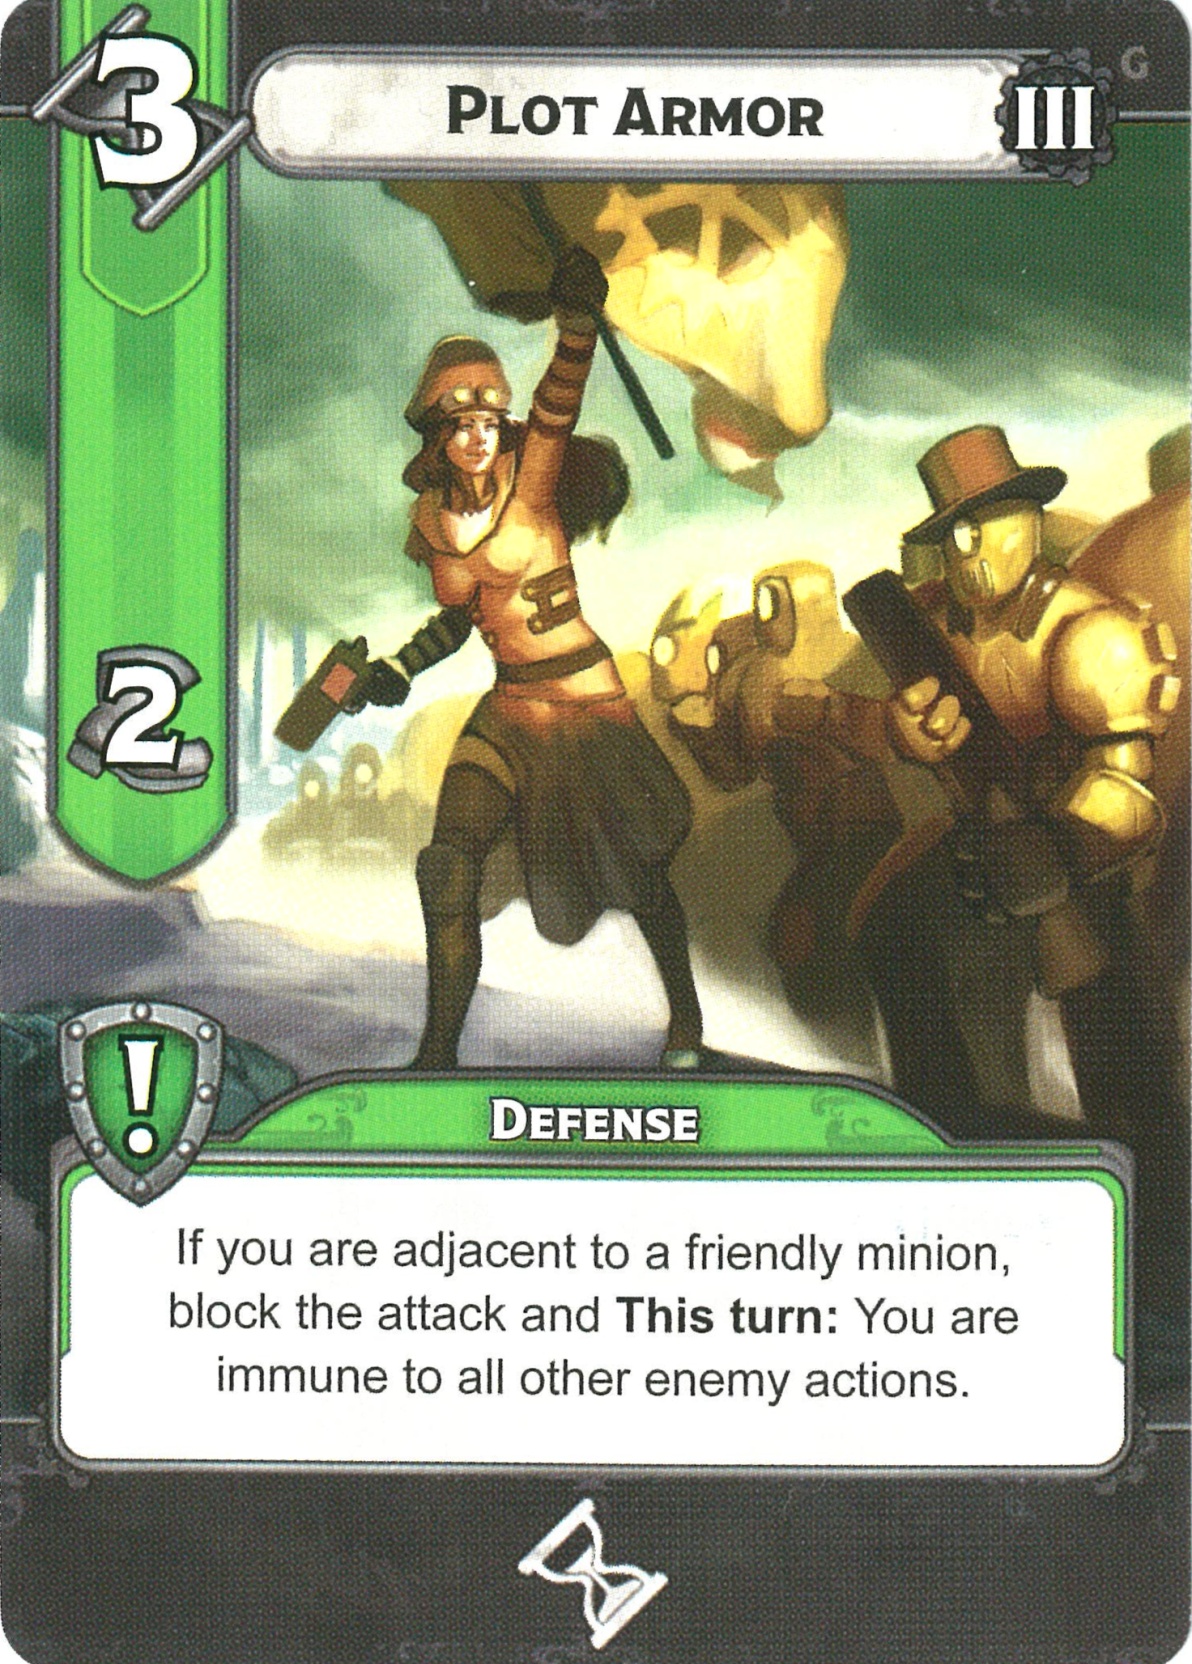 3
PLOT ARMOR
III
G
2
!
DEFENSE
If you are adjacent to a friendly minion,
block the attack and This turn: You are
immune to all other enemy actions.